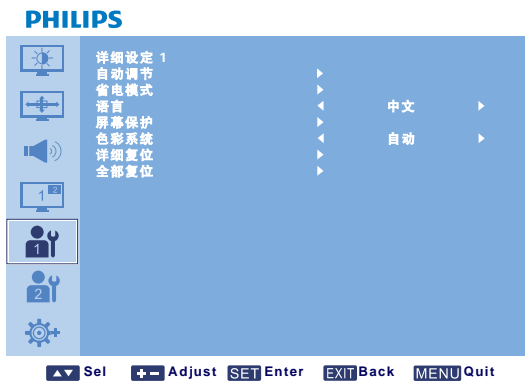 PHILIPS
详细设定 1
自动调节
省电模式
语言 中文
屏幕保护
色彩系统 自动
详细复位
全部复位
1 2
1
2
Sel Adjust SET Enter EXIT Back MENU Quit